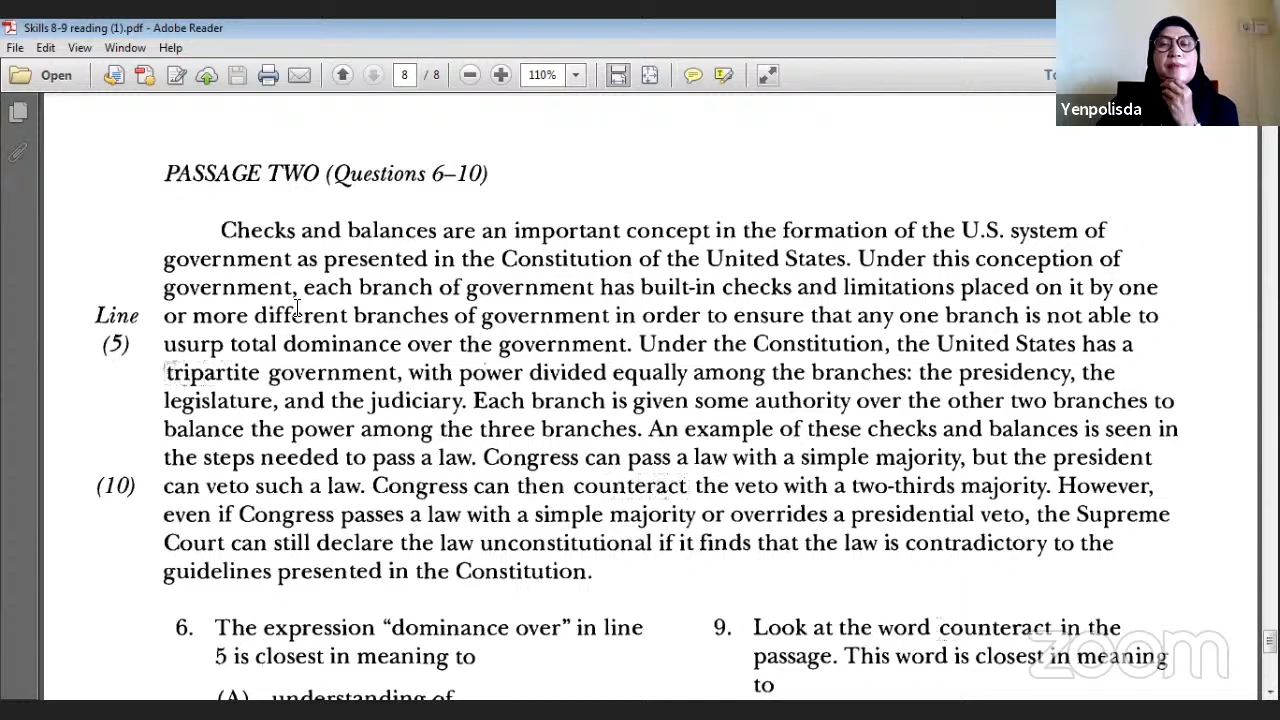 Skills 8-9 reading (1).pdf - Adobe Reader
File Edit View Window Help
Open 8 / 8 110%
Yenpolisda
PASSAGE TWO (Questions 6–10)
Checks and balances are an important concept in the formation of the U.S. system of
government as presented in the Constitution of the United States. Under this conception of
government, each branch of government has built-in checks and limitations placed on it by one
Line or more different branches of government in order to ensure that any one branch is not able to
(5) usurp total dominance over the government. Under the Constitution, the United States has a
tripartite government, with power divided equally among the branches: the presidency, the
legislature, and the judiciary. Each branch is given some authority over the other two branches to
balance the power among the three branches. An example of these checks and balances is seen in
the steps needed to pass a law. Congress can pass a law with a simple majority, but the president
(10) can veto such a law. Congress can then counteract the veto with a two-thirds majority. However,
even if Congress passes a law with a simple majority or overrides a presidential veto, the Supreme
Court can still declare the law unconstitutional if it finds that the law is contradictory to the
guidelines presented in the Constitution.
6. The expression “dominance over” in line
5 is closest in meaning to
(A) understanding of
9. Look at the word counteract in the
passage. This word is closest in meaning
to
zoom